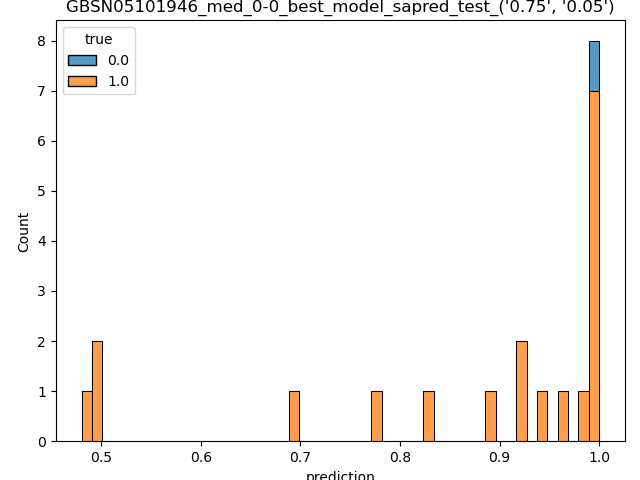 GBSN05101946_med_0-0_best_model_sapred_test_('0.75', '0.05')
true
0.0
1.0
Count
8
7
6
5
4
3
2
1
0
0.5 0.6 0.7 0.8 0.9 1.0
prediction